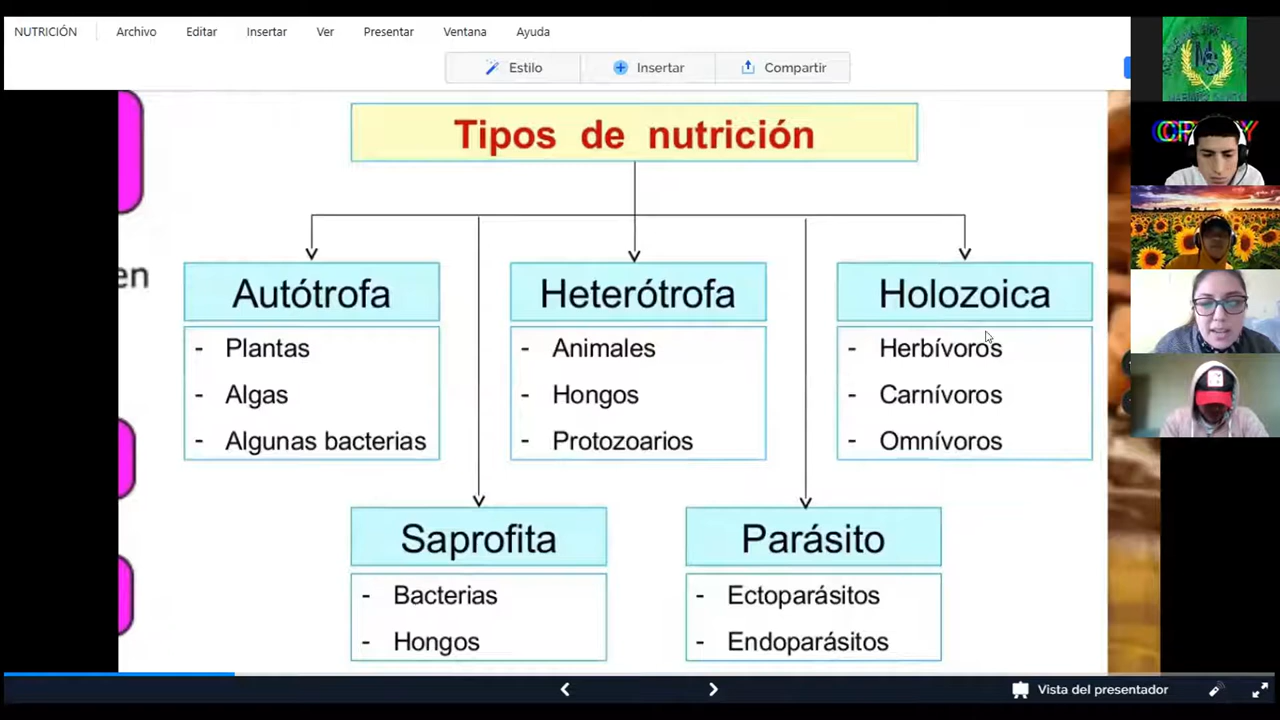 NUTRICIÓN
Archivo
Editar
Insertar
Ver
Presentar
Ventana
Ayuda
Estilo
Insertar
Compartir
Tipos de nutrición
en
Autótrofa
- Plantas
- Algas
- Algunas bacterias
Heterótrofa
- Animales
- Hongos
- Protozoarios
Holozoica
- Herbívoros
- Carnívoros
- Omnívoros
Saprofita
- Bacterias
- Hongos
Parásito
- Ectoparásitos
- Endoparásitos
Vista del presentador